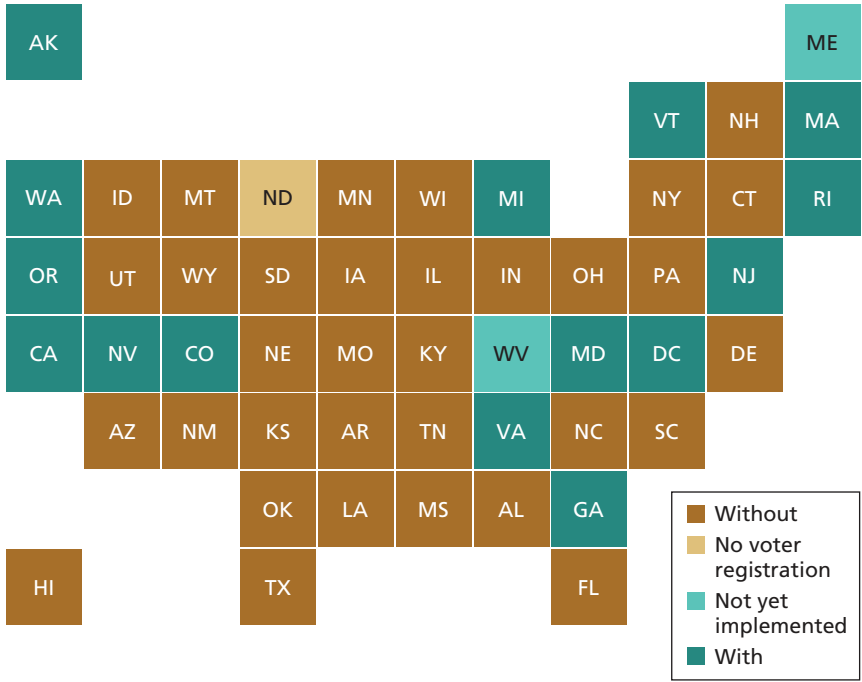 AK ME
VT NH MA
WA ID MT ND MN WI MI NY CT RI
OR UT WY SD IA IL IN OH PA NJ
CA NV CO NE MO KY WV MD DC DE
AZ NM KS AR TN VA NC SC
OK LA MS AL GA
HI TX FL
Without
No voter
registration
Not yet
implemented
With